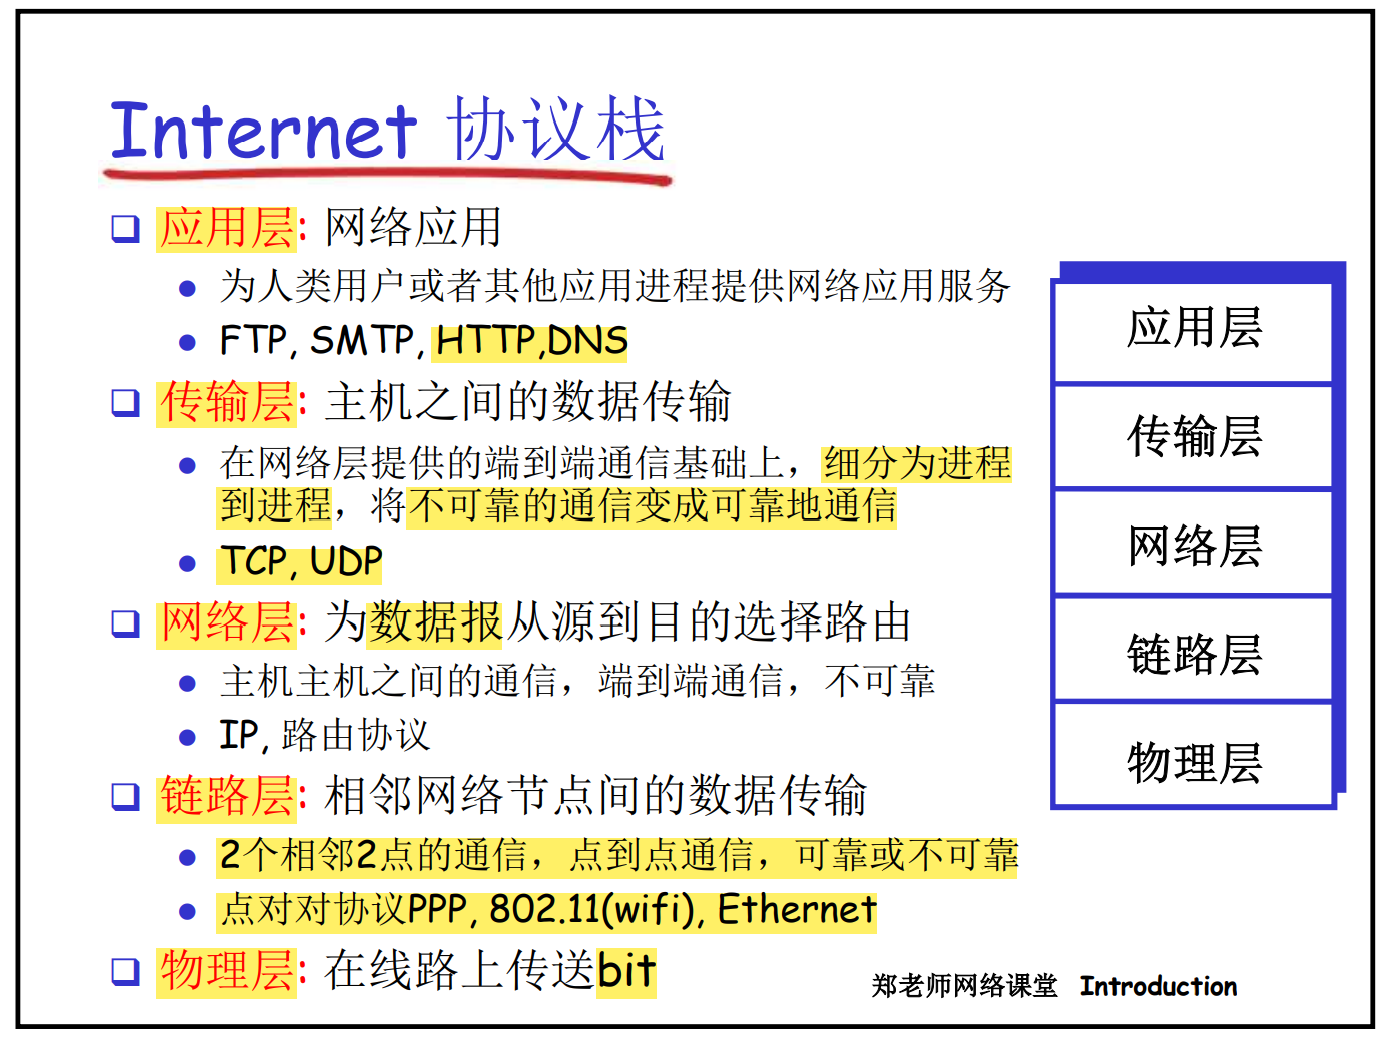 Internet 协议栈
应用层: 网络应用
为人类用户或者其他应用进程提供网络应用服务
FTP, SMTP, HTTP,DNS
传输层: 主机之间的数据传输
在网络层提供的端到端通信基础上，细分为进程
到进程，将不可靠的通信变成可靠地通信
TCP, UDP
网络层: 为数据报从源到目的选择路由
主机主机之间的通信，端到端通信，不可靠
IP, 路由协议
链路层: 相邻网络节点间的数据传输
2个相邻2点的通信，点到点通信，可靠或不可靠
点对对协议PPP, 802.11(wifi), Ethernet
物理层: 在线路上传送bit
应用层
传输层
网络层
链路层
物理层
郑老师网络课堂 Introduction